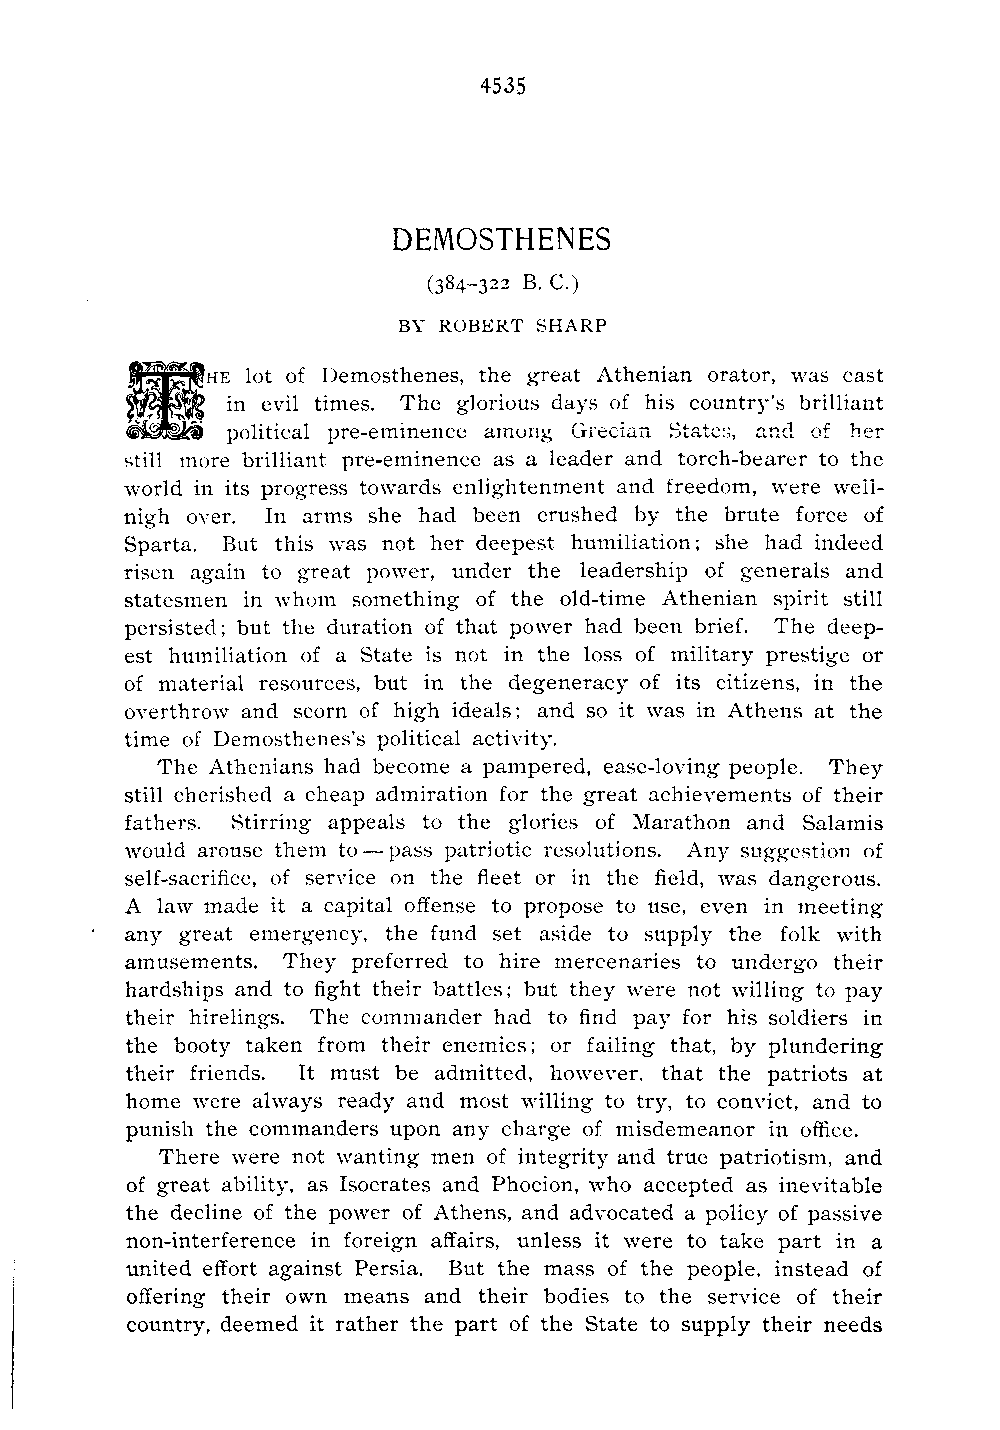 4535
DEMOSTHENES
(384-322 B. C.)
BY ROBERT SHARP
THE lot of Demosthenes, the great Athenian orator, was cast
in evil times. The glorious days of his country's brilliant
political pre-eminence among Grecian States, and of her
still more brilliant pre-eminence as a leader and torch-bearer to the
world in its progress towards enlightenment and freedom, were well-
nigh over. In arms she had been crushed by the brute force of
Sparta. But this was not her deepest humiliation; she had indeed
risen again to great power, under the leadership of generals and
statesmen in whom something of the old-time Athenian spirit still
persisted; but the duration of that power had been brief. The deep-
est humiliation of a State is not in the loss of military prestige or
of material resources, but in the degeneracy of its citizens, in the
overthrow and scorn of high ideals; and so it was in Athens at the
time of Demosthenes's political activity.
The Athenians had become a pampered, ease-loving people. They
still cherished a cheap admiration for the great achievements of their
fathers. Stirring appeals to the glories of Marathon and Salamis
would arouse them to — pass patriotic resolutions. Any suggestion of
self-sacrifice, of service on the fleet or in the field, was dangerous.
A law made it a capital offense to propose to use, even in meeting
any great emergency, the fund set aside to supply the folk with
amusements. They preferred to hire mercenaries to undergo their
hardships and to fight their battles; but they were not willing to pay
their hirelings. The commander had to find pay for his soldiers in
the booty taken from their enemies; or failing that, by plundering
their friends. It must be admitted, however, that the patriots at
home were always ready and most willing to try, to convict, and to
punish the commanders upon any charge of misdemeanor in office.
There were not wanting men of integrity and true patriotism, and
of great ability, as Isocrates and Phocion, who accepted as inevitable
the decline of the power of Athens, and advocated a policy of passive
non-interference in foreign affairs, unless it were to take part in a
united effort against Persia. But the mass of the people, instead of
offering their own means and their bodies to the service of their
country, deemed it rather the part of the State to supply their needs